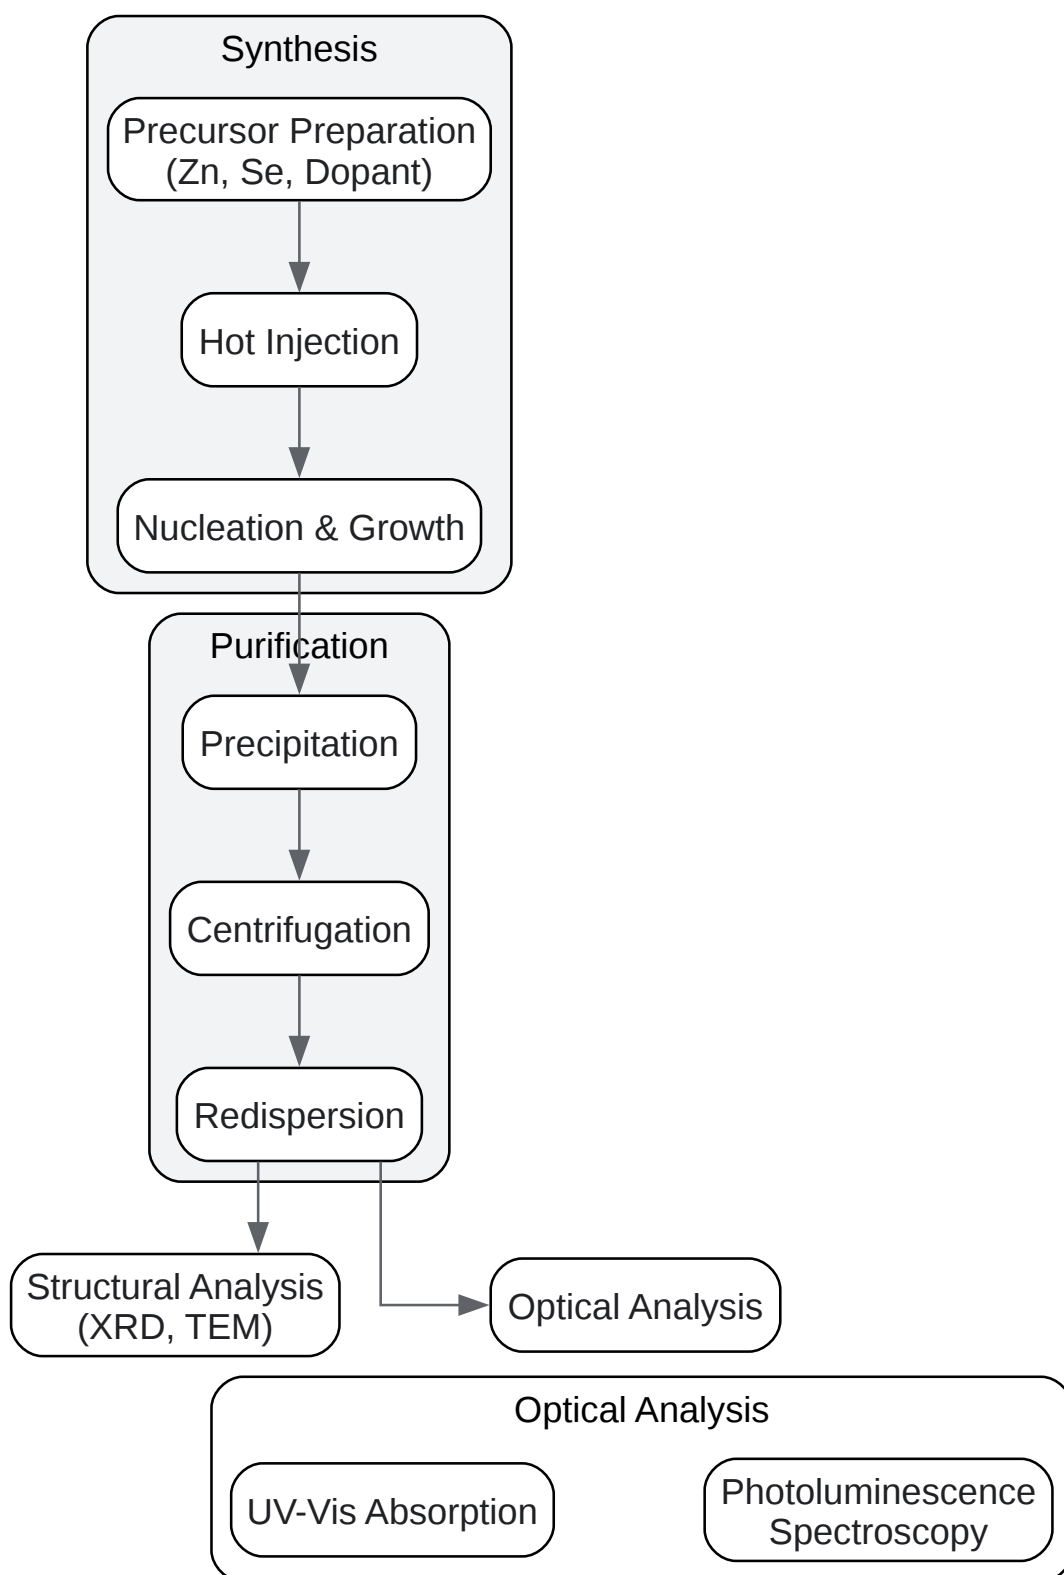 Synthesis
Precursor Preparation
(Zn, Se, Dopant)
Hot Injection
Nucleation & Growth
Purification
Precipitation
Centrifugation
Redispersion
Structural Analysis
(XRD, TEM)
Optical Analysis
Optical Analysis
UV-Vis Absorption
Photoluminescence
Spectroscopy